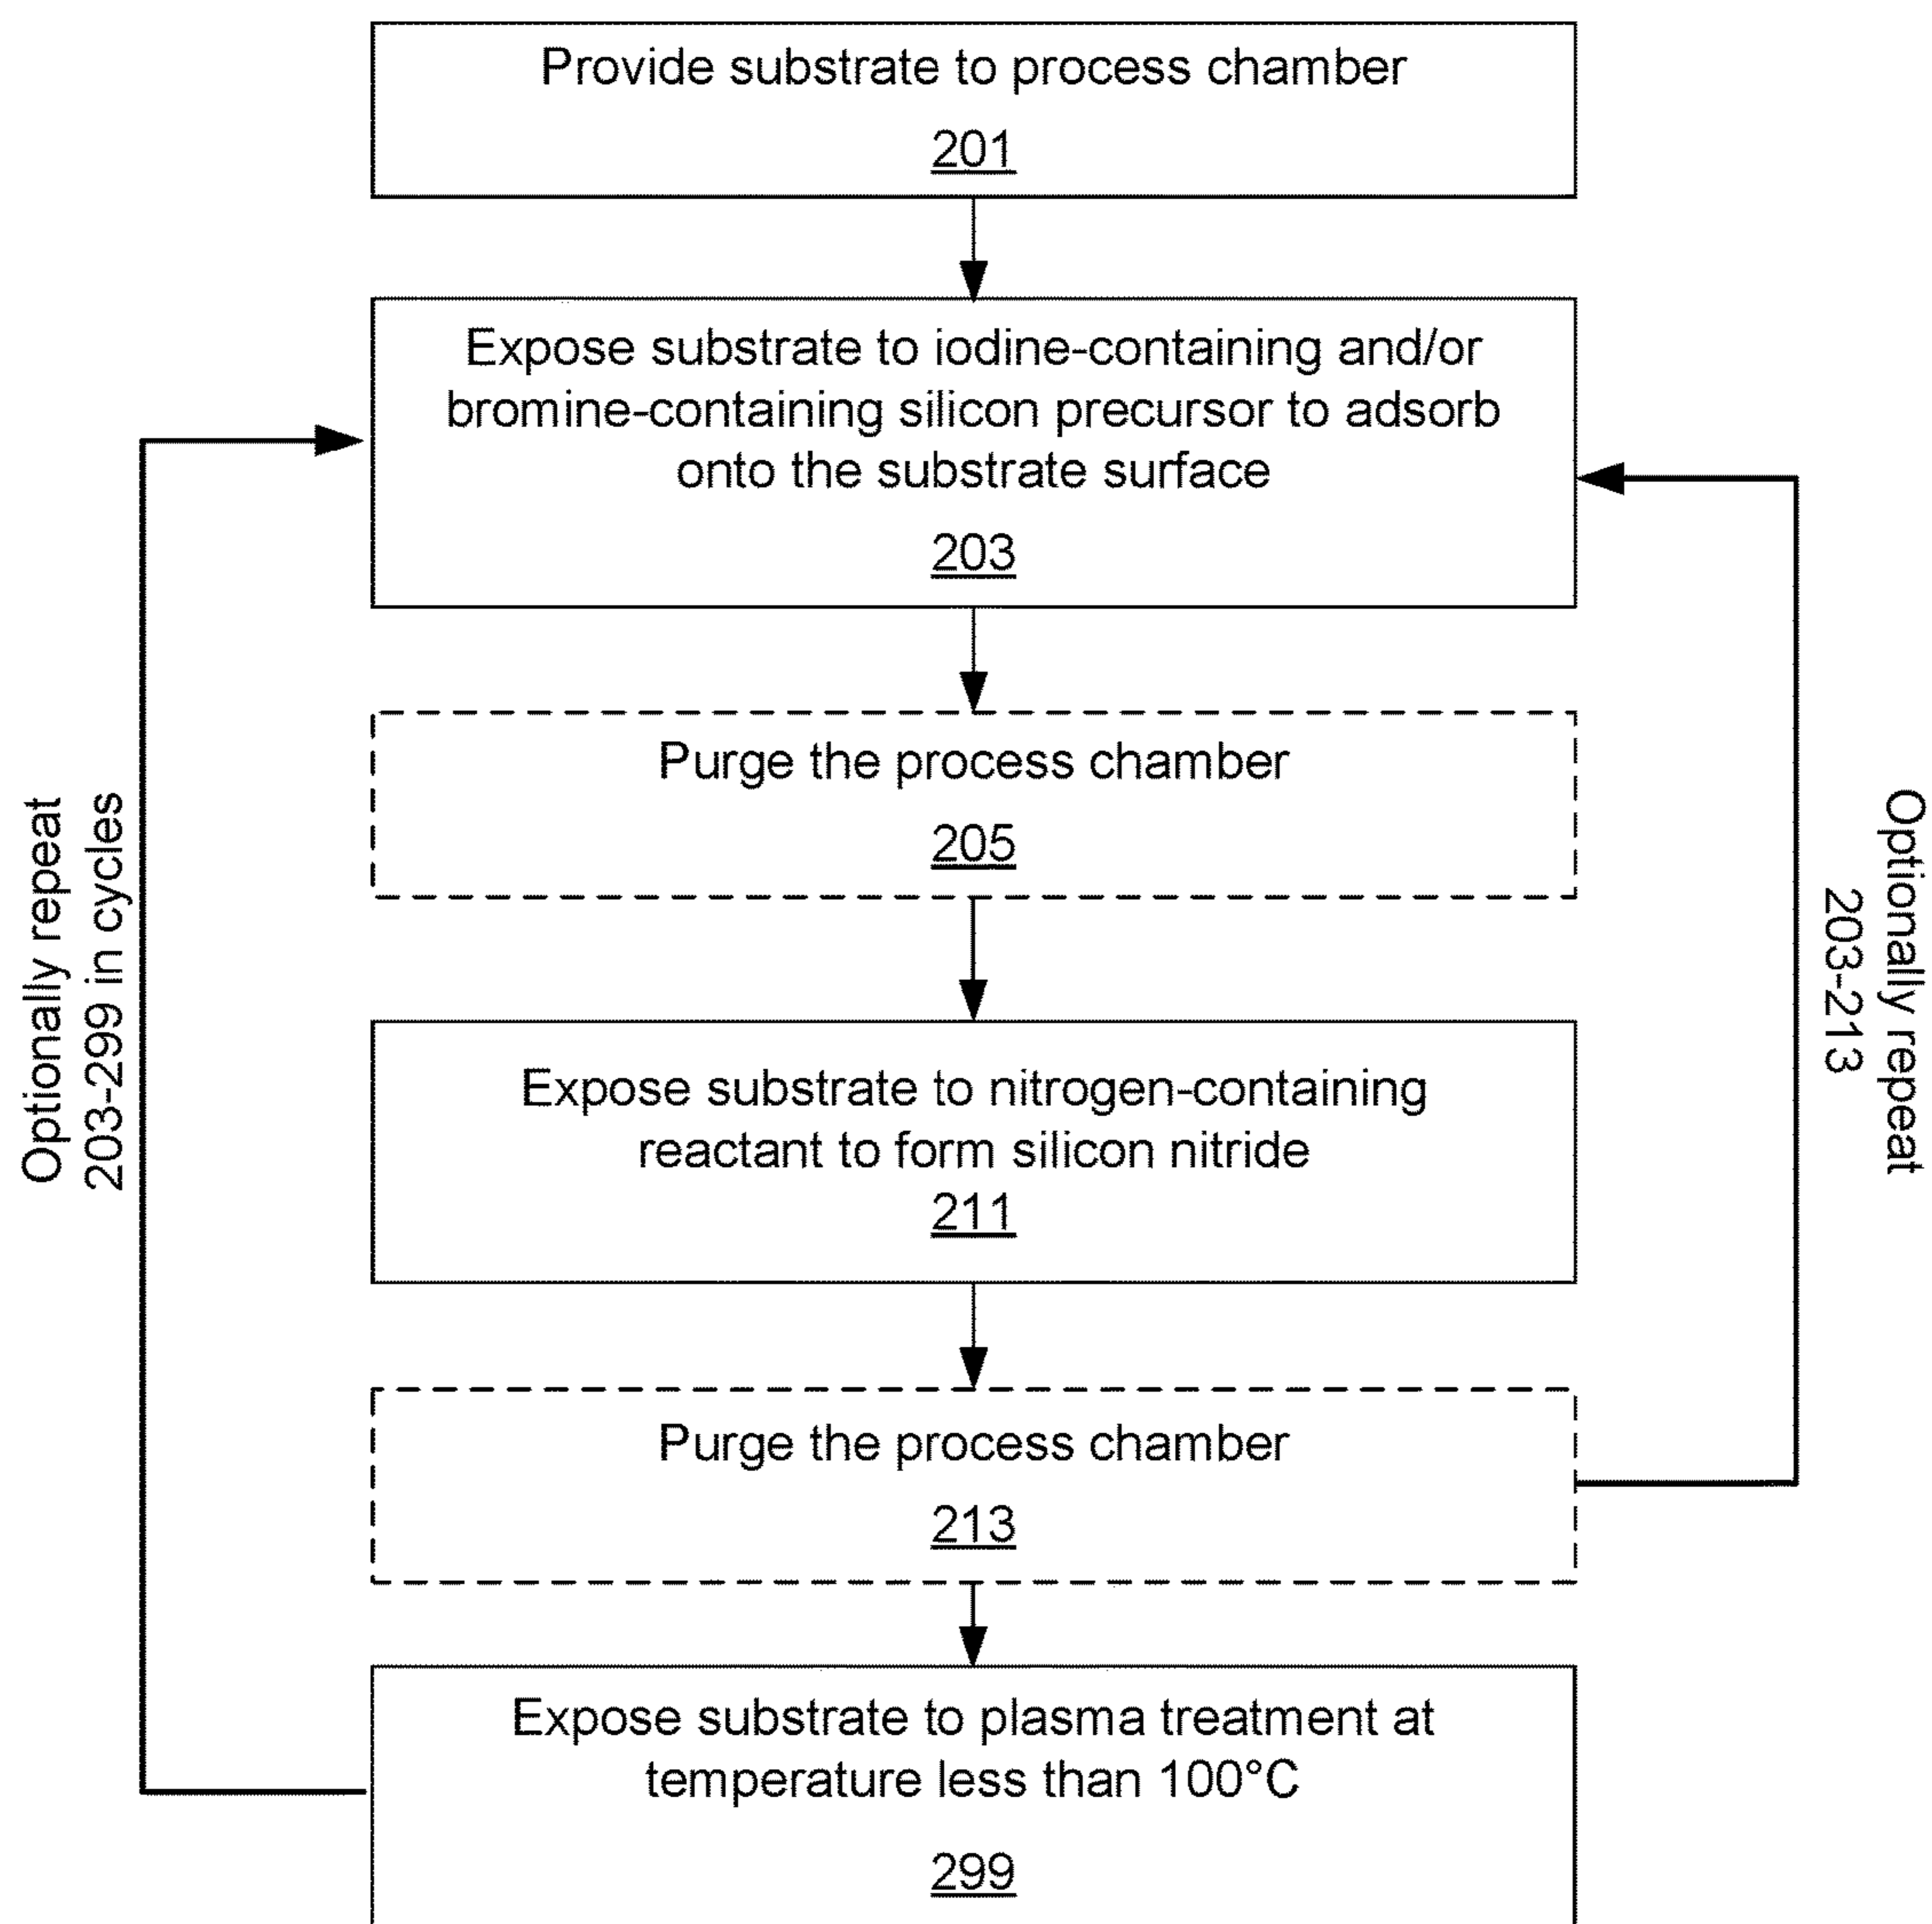 Provide substrate to process chamber
201
Expose substrate to iodine-containing and/or
bromine-containing silicon precursor to adsorb
onto the substrate surface
203
Purge the process chamber
205
Optionally repeat
203-299 in cycles
Optionally repeat
203-213
Expose substrate to nitrogen-containing
reactant to form silicon nitride
211
Purge the process chamber
213
Expose substrate to plasma treatment at
temperature less than 100°C
299